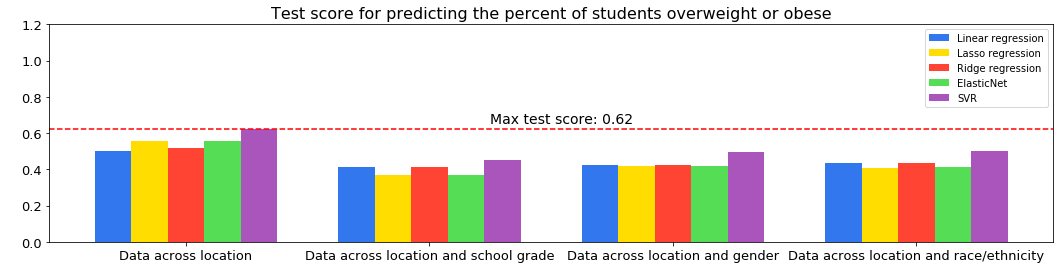 Test score for predicting the percent of students overweight or obese
1.2
1.0
0.8
0.6
0.4
0.2
0.0
Linear regression
Lasso regression
Ridge regression
ElasticNet
SVR
Max test score: 0.62
Data across location
Data across location and school grade
Data across location and gender
Data across location and race/ethnicity